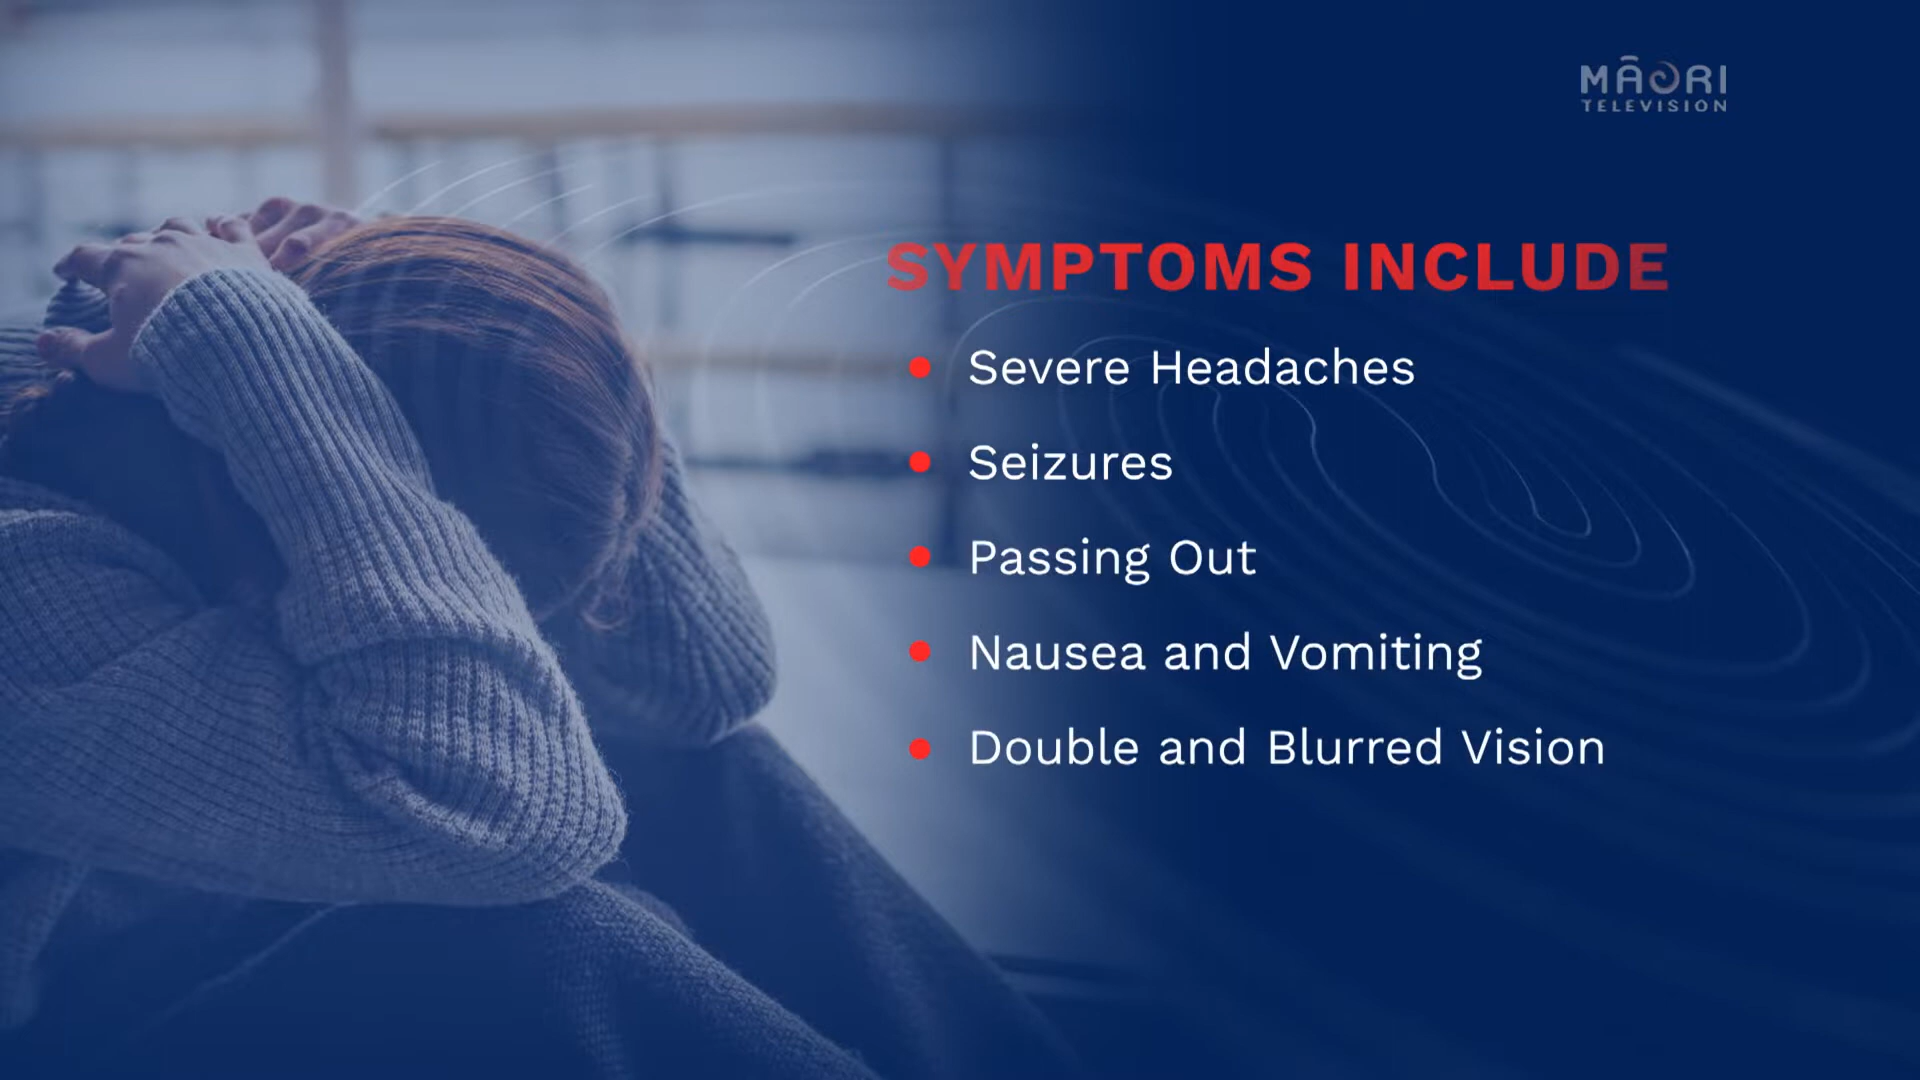 MĀORI
TELEVISION
SYMPTOMS INCLUDE
Severe Headaches
Seizures
Passing Out
Nausea and Vomiting
Double and Blurred Vision